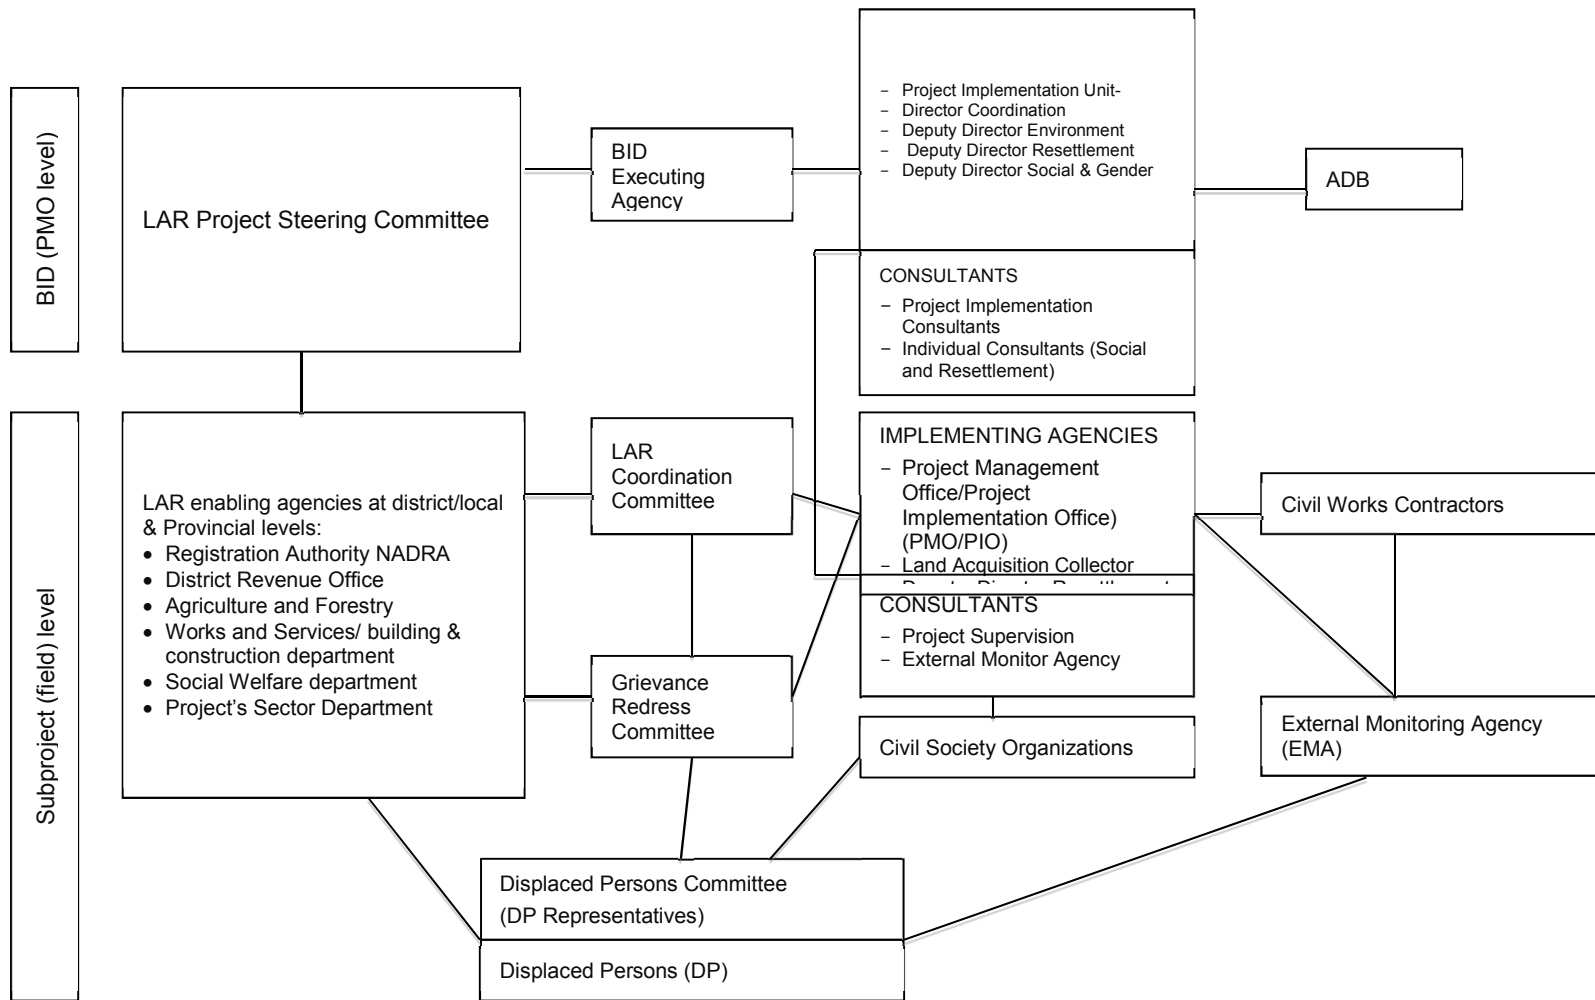 BID (PMO level)
LAR Project Steering Committee
BID
Executing
Agency
– Project Implementation Unit-
– Director Coordination
– Deputy Director Environment
– Deputy Director Resettlement
– Deputy Director Social & Gender
ADB
CONSULTANTS
– Project Implementation
Consultants
– Individual Consultants (Social
and Resettlement)
Subproject (field) level
LAR enabling agencies at district/local
& Provincial levels:
• Registration Authority NADRA
• District Revenue Office
• Agriculture and Forestry
• Works and Services/ building &
construction department
• Social Welfare department
• Project's Sector Department
LAR
Coordination
Committee
Grievance
Redress
Committee
IMPLEMENTING AGENCIES
– Project Management
Office/Project
Implementation Office)
(PMO/PIO)
– Land Acquisition Collector
– Deputy Director Resettlement
CONSULTANTS
– Project Supervision
– External Monitor Agency
Civil Society Organizations
Civil Works Contractors
External Monitoring Agency
(EMA)
Displaced Persons Committee
(DP Representatives)
Displaced Persons (DP)